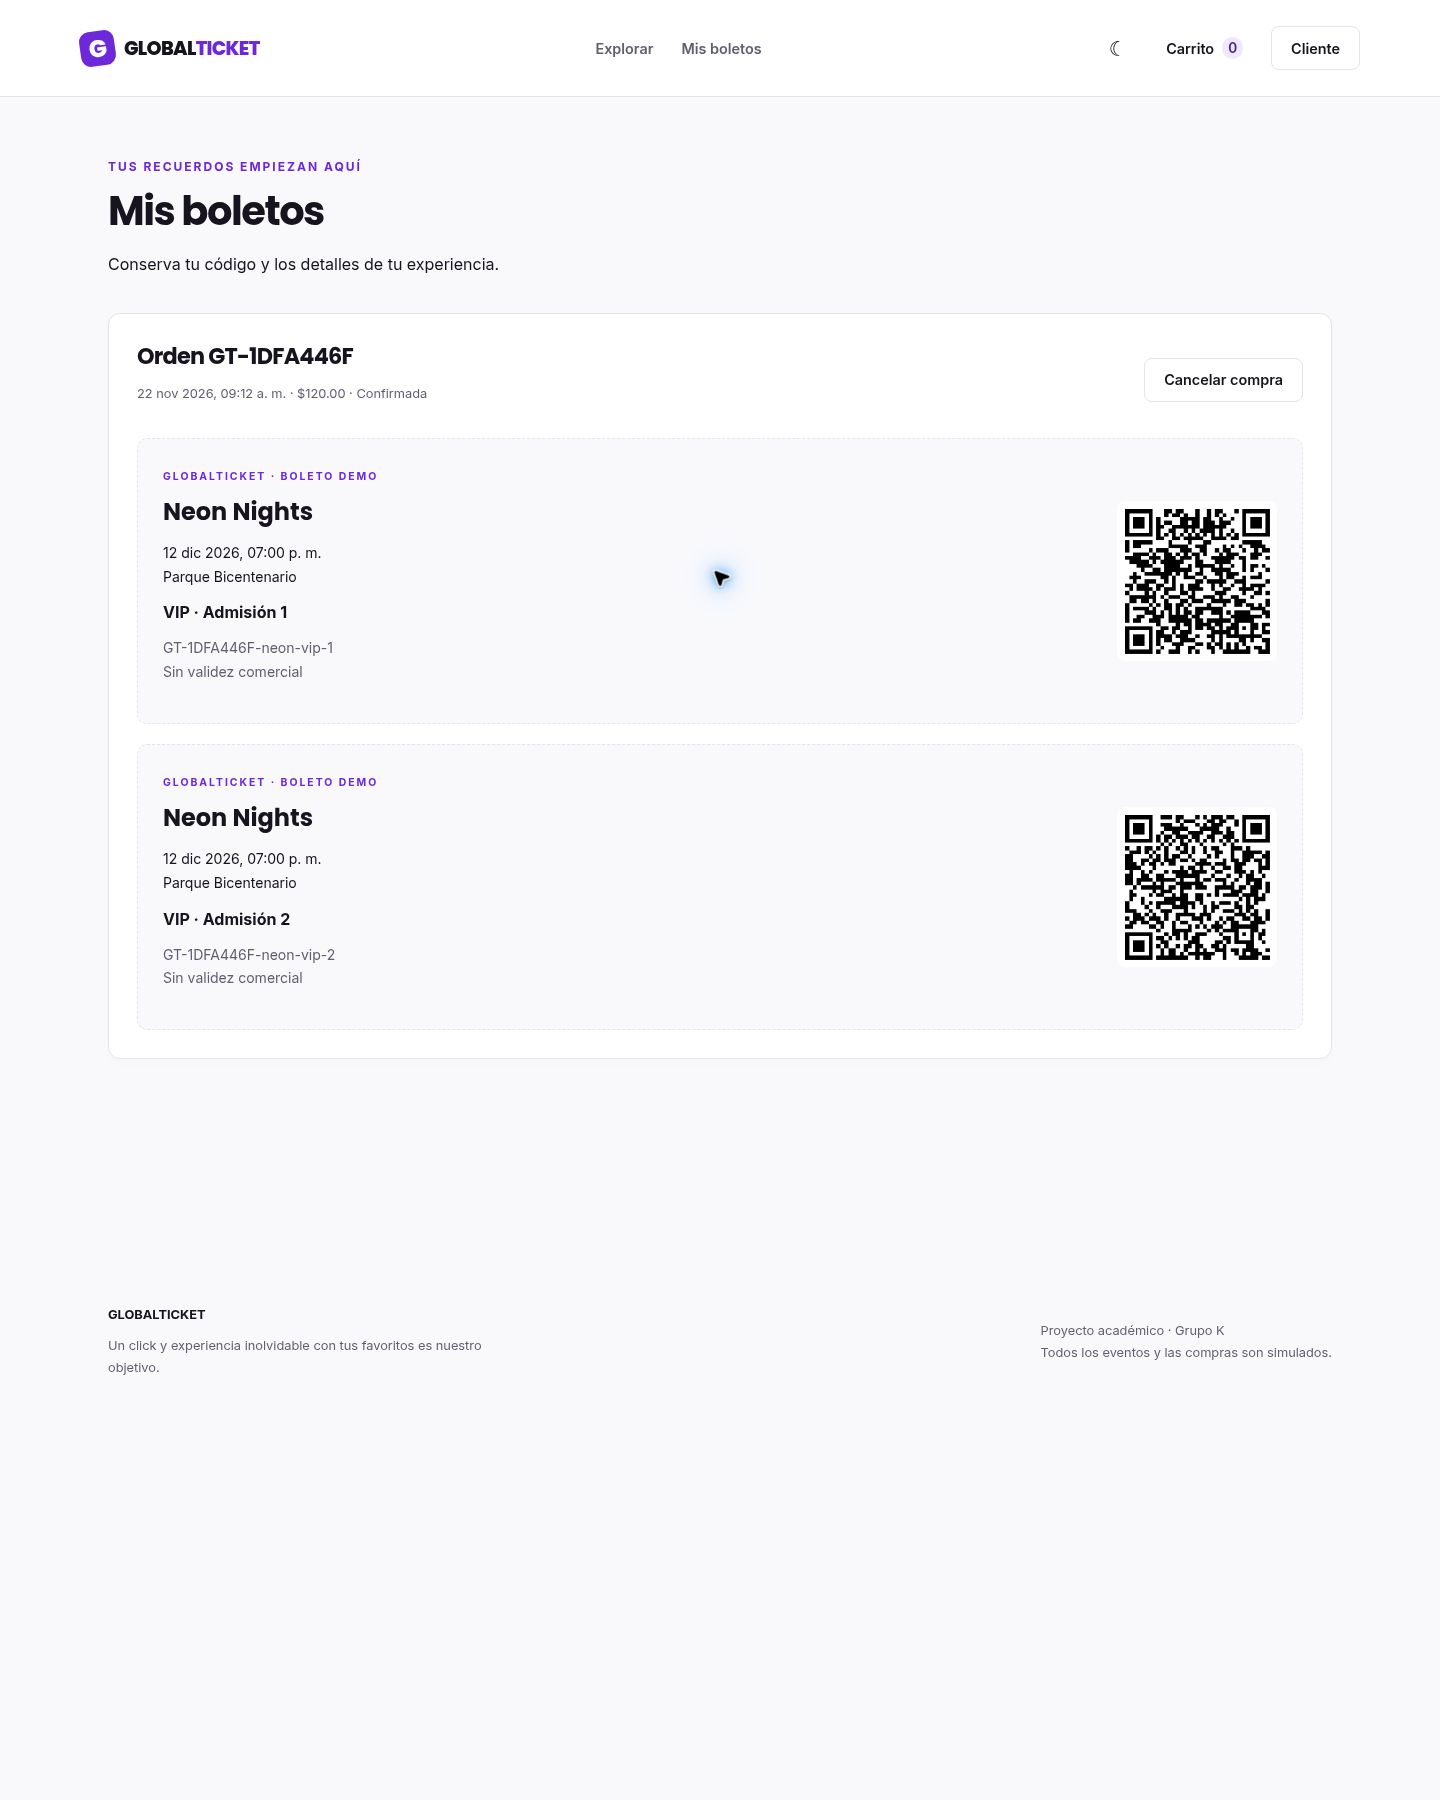 G GLOBALTICKET
Explorar
Mis boletos
Carrito 0
Cliente
TUS RECUERDOS EMPIEZAN AQUÍ
Mis boletos
Conserva tu código y los detalles de tu experiencia.
Orden GT-1DFA446F
22 nov 2026, 09:12 a. m. · $120.00 · Confirmada
Cancelar compra
GLOBALTICKET · BOLETO DEMO
Neon Nights
12 dic 2026, 07:00 p. m.
Parque Bicentenario
VIP · Admisión 1
GT-1DFA446F-neon-vip-1
Sin validez comercial
GLOBALTICKET · BOLETO DEMO
Neon Nights
12 dic 2026, 07:00 p. m.
Parque Bicentenario
VIP · Admisión 2
GT-1DFA446F-neon-vip-2
Sin validez comercial
GLOBALTICKET
Un click y experiencia inolvidable con tus favoritos es nuestro
objetivo.
Proyecto académico · Grupo K
Todos los eventos y las compras son simulados.